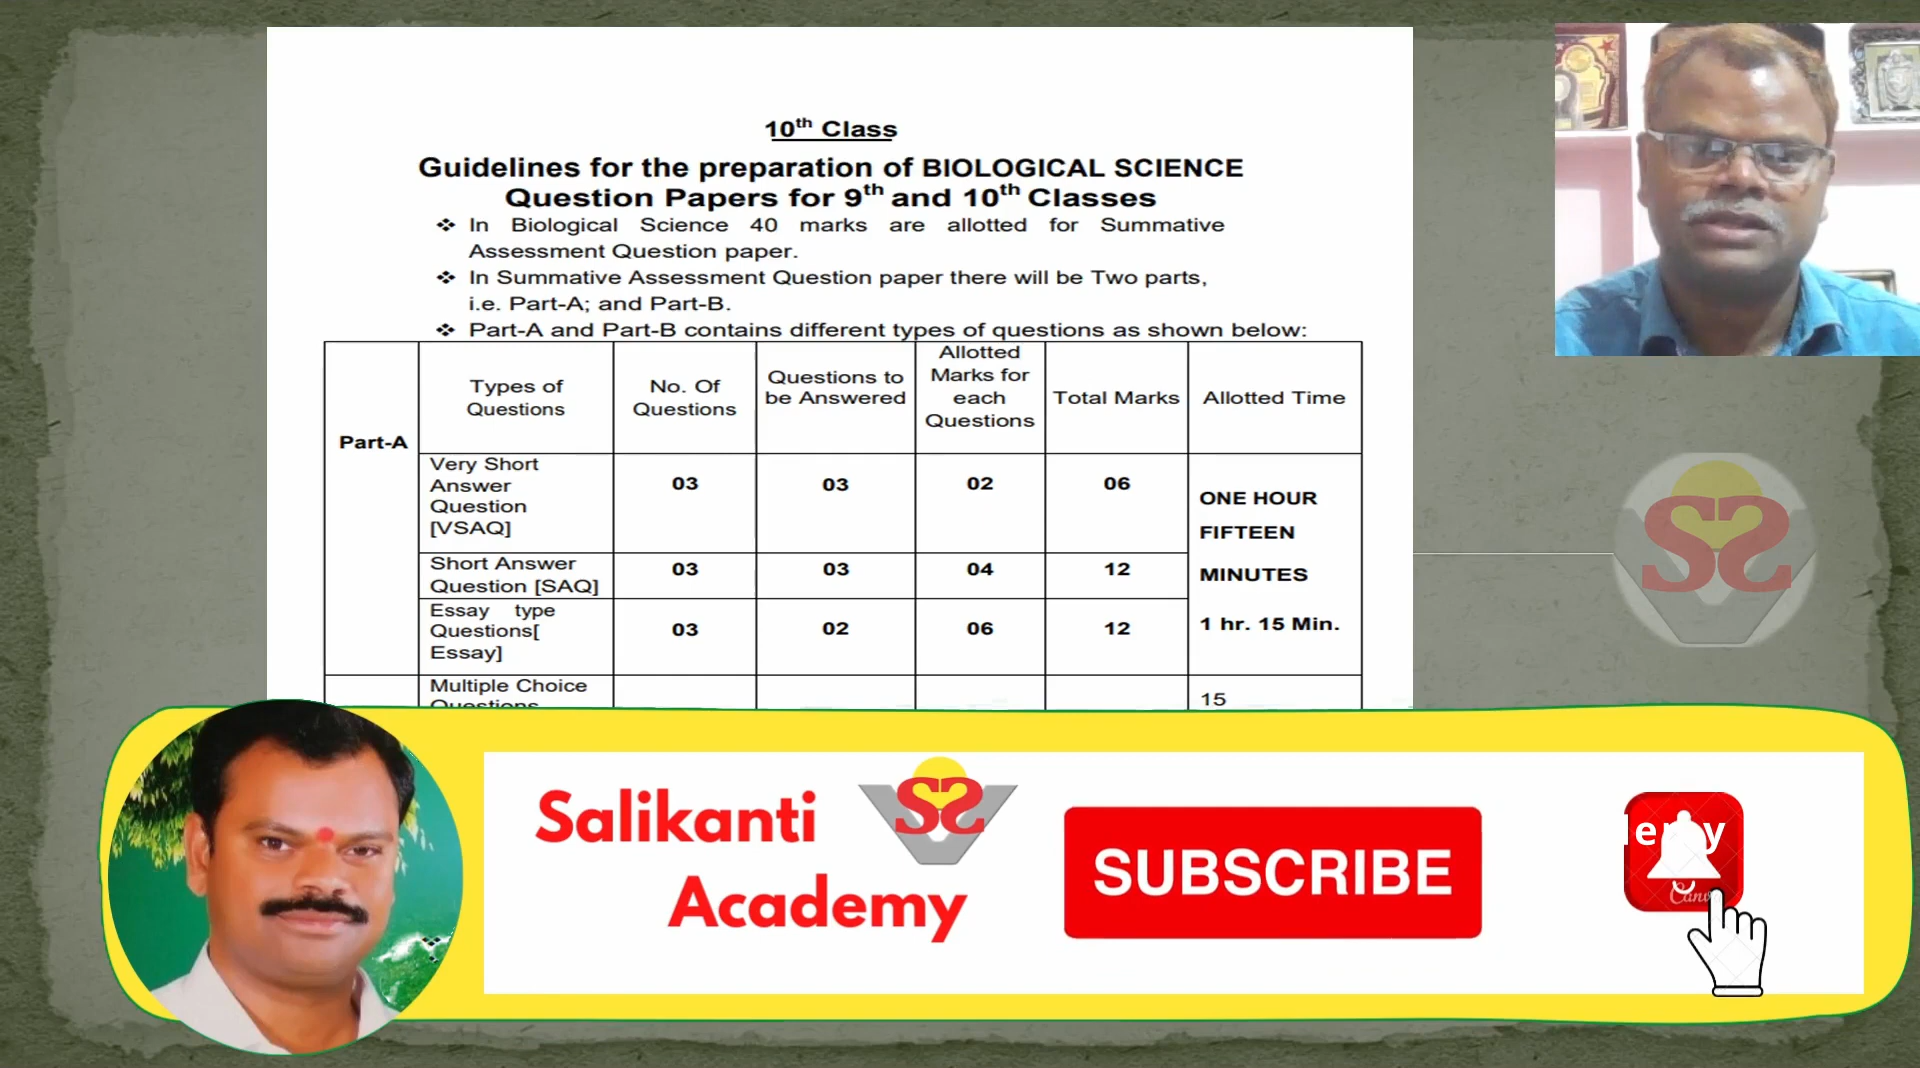 10th Class
Guidelines for the preparation of BIOLOGICAL SCIENCE
Question Papers for 9th and 10th Classes
❖ In Biological Science 40 marks are allotted for Summative
Assessment Question paper.
❖ In Summative Assessment Question paper there will be Two parts,
i.e. Part-A; and Part-B.
❖ Part-A and Part-B contains different types of questions as shown below:
Part-A
Types of
Questions
No. Of
Questions
Questions to
be Answered
Allotted
Marks for
each
Questions
Total Marks
Allotted Time
Very Short
Answer
Question
[VSAQ]
03
03
02
06
ONE HOUR
FIFTEEN
MINUTES
1 hr. 15 Min.
Short Answer
Question [SAQ]
03
03
04
12
Essay type
Questions[
Essay]
03
02
06
12
Multiple Choice
Questions
15
SS
Salikanti
SS
Academy
SUBSCRIBE
Canv